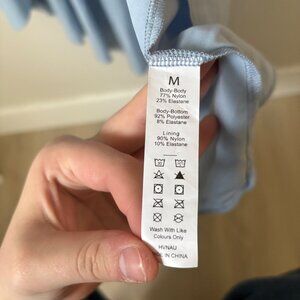 M
Body-Body
77% Nylon
23% Elastane
Body-Bottom
92% Polyester
8% Elastane
Lining
90% Nylon
10% Elastane
Wash With Like
Colours Only
HVNAU
IN CHINA